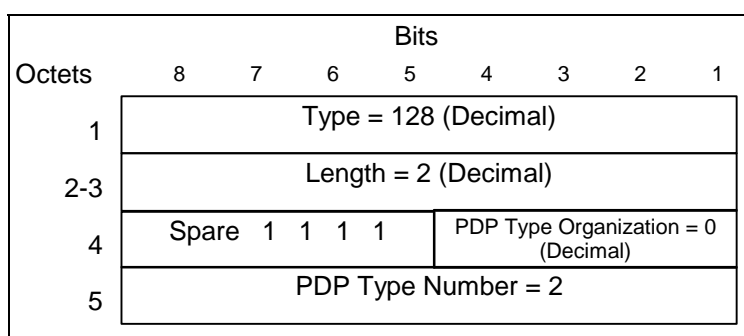 Bits
Octets 8 7 6 5 4 3 2 1
1 Type = 128 (Decimal)
2-3 Length = 2 (Decimal)
4 Spare 1 1 1 1 PDP Type Organization = 0
(Decimal)
5 PDP Type Number = 2